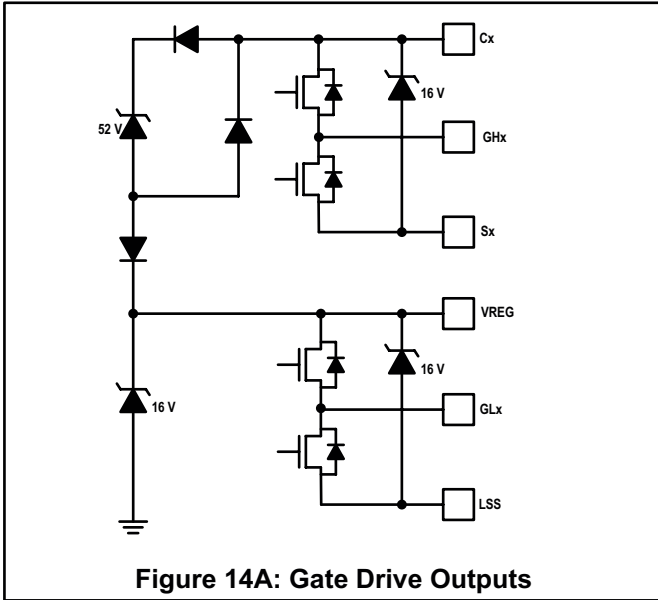 Cx
16 V
52 V
GHx
Sx
VREG
16 V
16 V
GLx
LSS
Figure 14A: Gate Drive Outputs